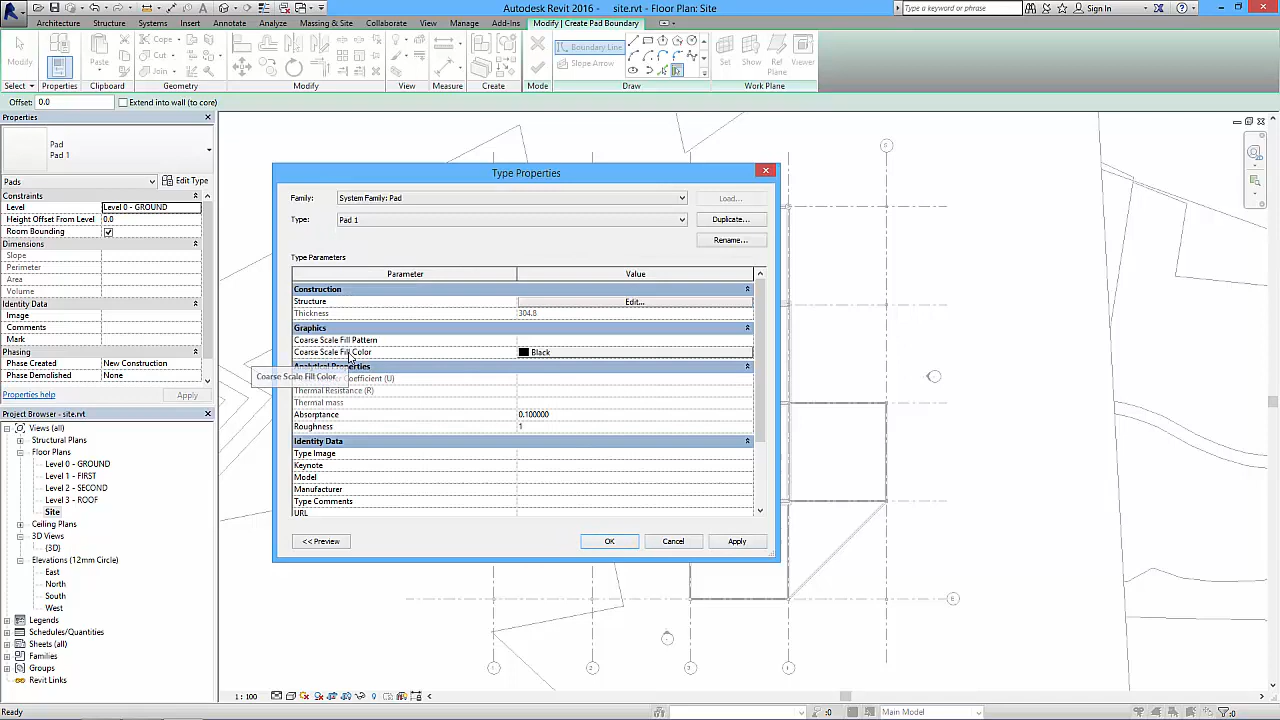 Autodesk Revit 2016 - site.rvt - Floor Plan: Site
Type a keyword or phrase
Sign In
Architecture Structure Systems Insert Annotate Analyze Massing & Site Collaborate View Manage Add-Ins Modify | Create Pad Boundary
Modify Paste Cope Cut Join Boundary Line Slope Arrow Set Show Ref Plane Viewer
Select Properties Clipboard Geometry Modify View Measure Create Mode Draw Work Plane
Offset: 0.0 Extend into wall (to core)
Properties
Pad
Pad 1
Pads Edit Type
Constraints
Level Level 0 - GROUND
Height Offset From Level 0.0
Room Bounding
Dimensions
Slope
Perimeter
Area
Volume
Identity Data
Image
Comments
Mark
Phasing
Phase Created New Construction
Phase Demolished None
Properties help Apply
Project Browser - site.rvt
Views (all)
Structural Plans
Floor Plans
Level 0 - GROUND
Level 1 - FIRST
Level 2 - SECOND
Level 3 - ROOF
Site
Ceiling Plans
3D Views
{3D}
Elevations (12mm Circle)
East
North
South
West
Legends
Schedules/Quantities
Sheets (all)
Families
Groups
Revit Links
Type Properties
Family: System Family: Pad Load...
Type: Pad 1 Duplicate...
Rename...
Type Parameters
Parameter Value
Construction
Structure Edit...
Thickness 304.8
Graphics
Coarse Scale Fill Pattern
Coarse Scale Fill Color Black
Analytical Properties
Coarse Scale Fill Color
Coefficient (U)
Thermal Resistance (R)
Thermal mass
Absorptance 0.100000
Roughness 1
Identity Data
Type Image
Keynote
Model
Manufacturer
Type Comments
URL
<< Preview OK Cancel Apply
1 : 100
Ready :0 Main Model :0